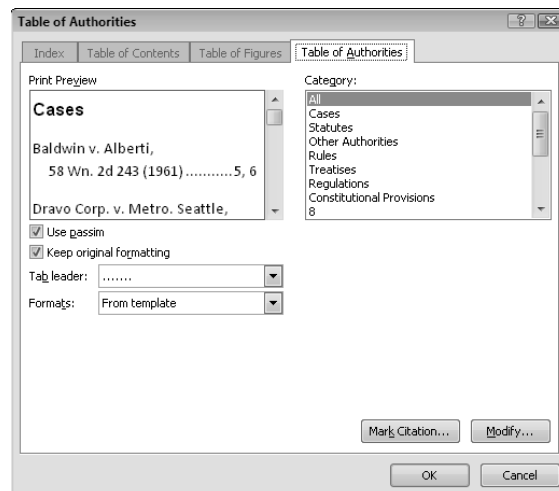 Table of Authorities
Index
Table of Contents
Table of Figures
Table of Authorities
Print Preview
Cases
Baldwin v. Alberti,
58 Wn. 2d 243 (1961)...........5, 6
Dravo Corp. v. Metro. Seattle,
Use passim
Keep original formatting
Tab leader:
.......
Formats:
From template
Category:
All
Cases
Statutes
Other Authorities
Rules
Treatises
Regulations
Constitutional Provisions
8
Mark Citation...
Modify...
OK
Cancel